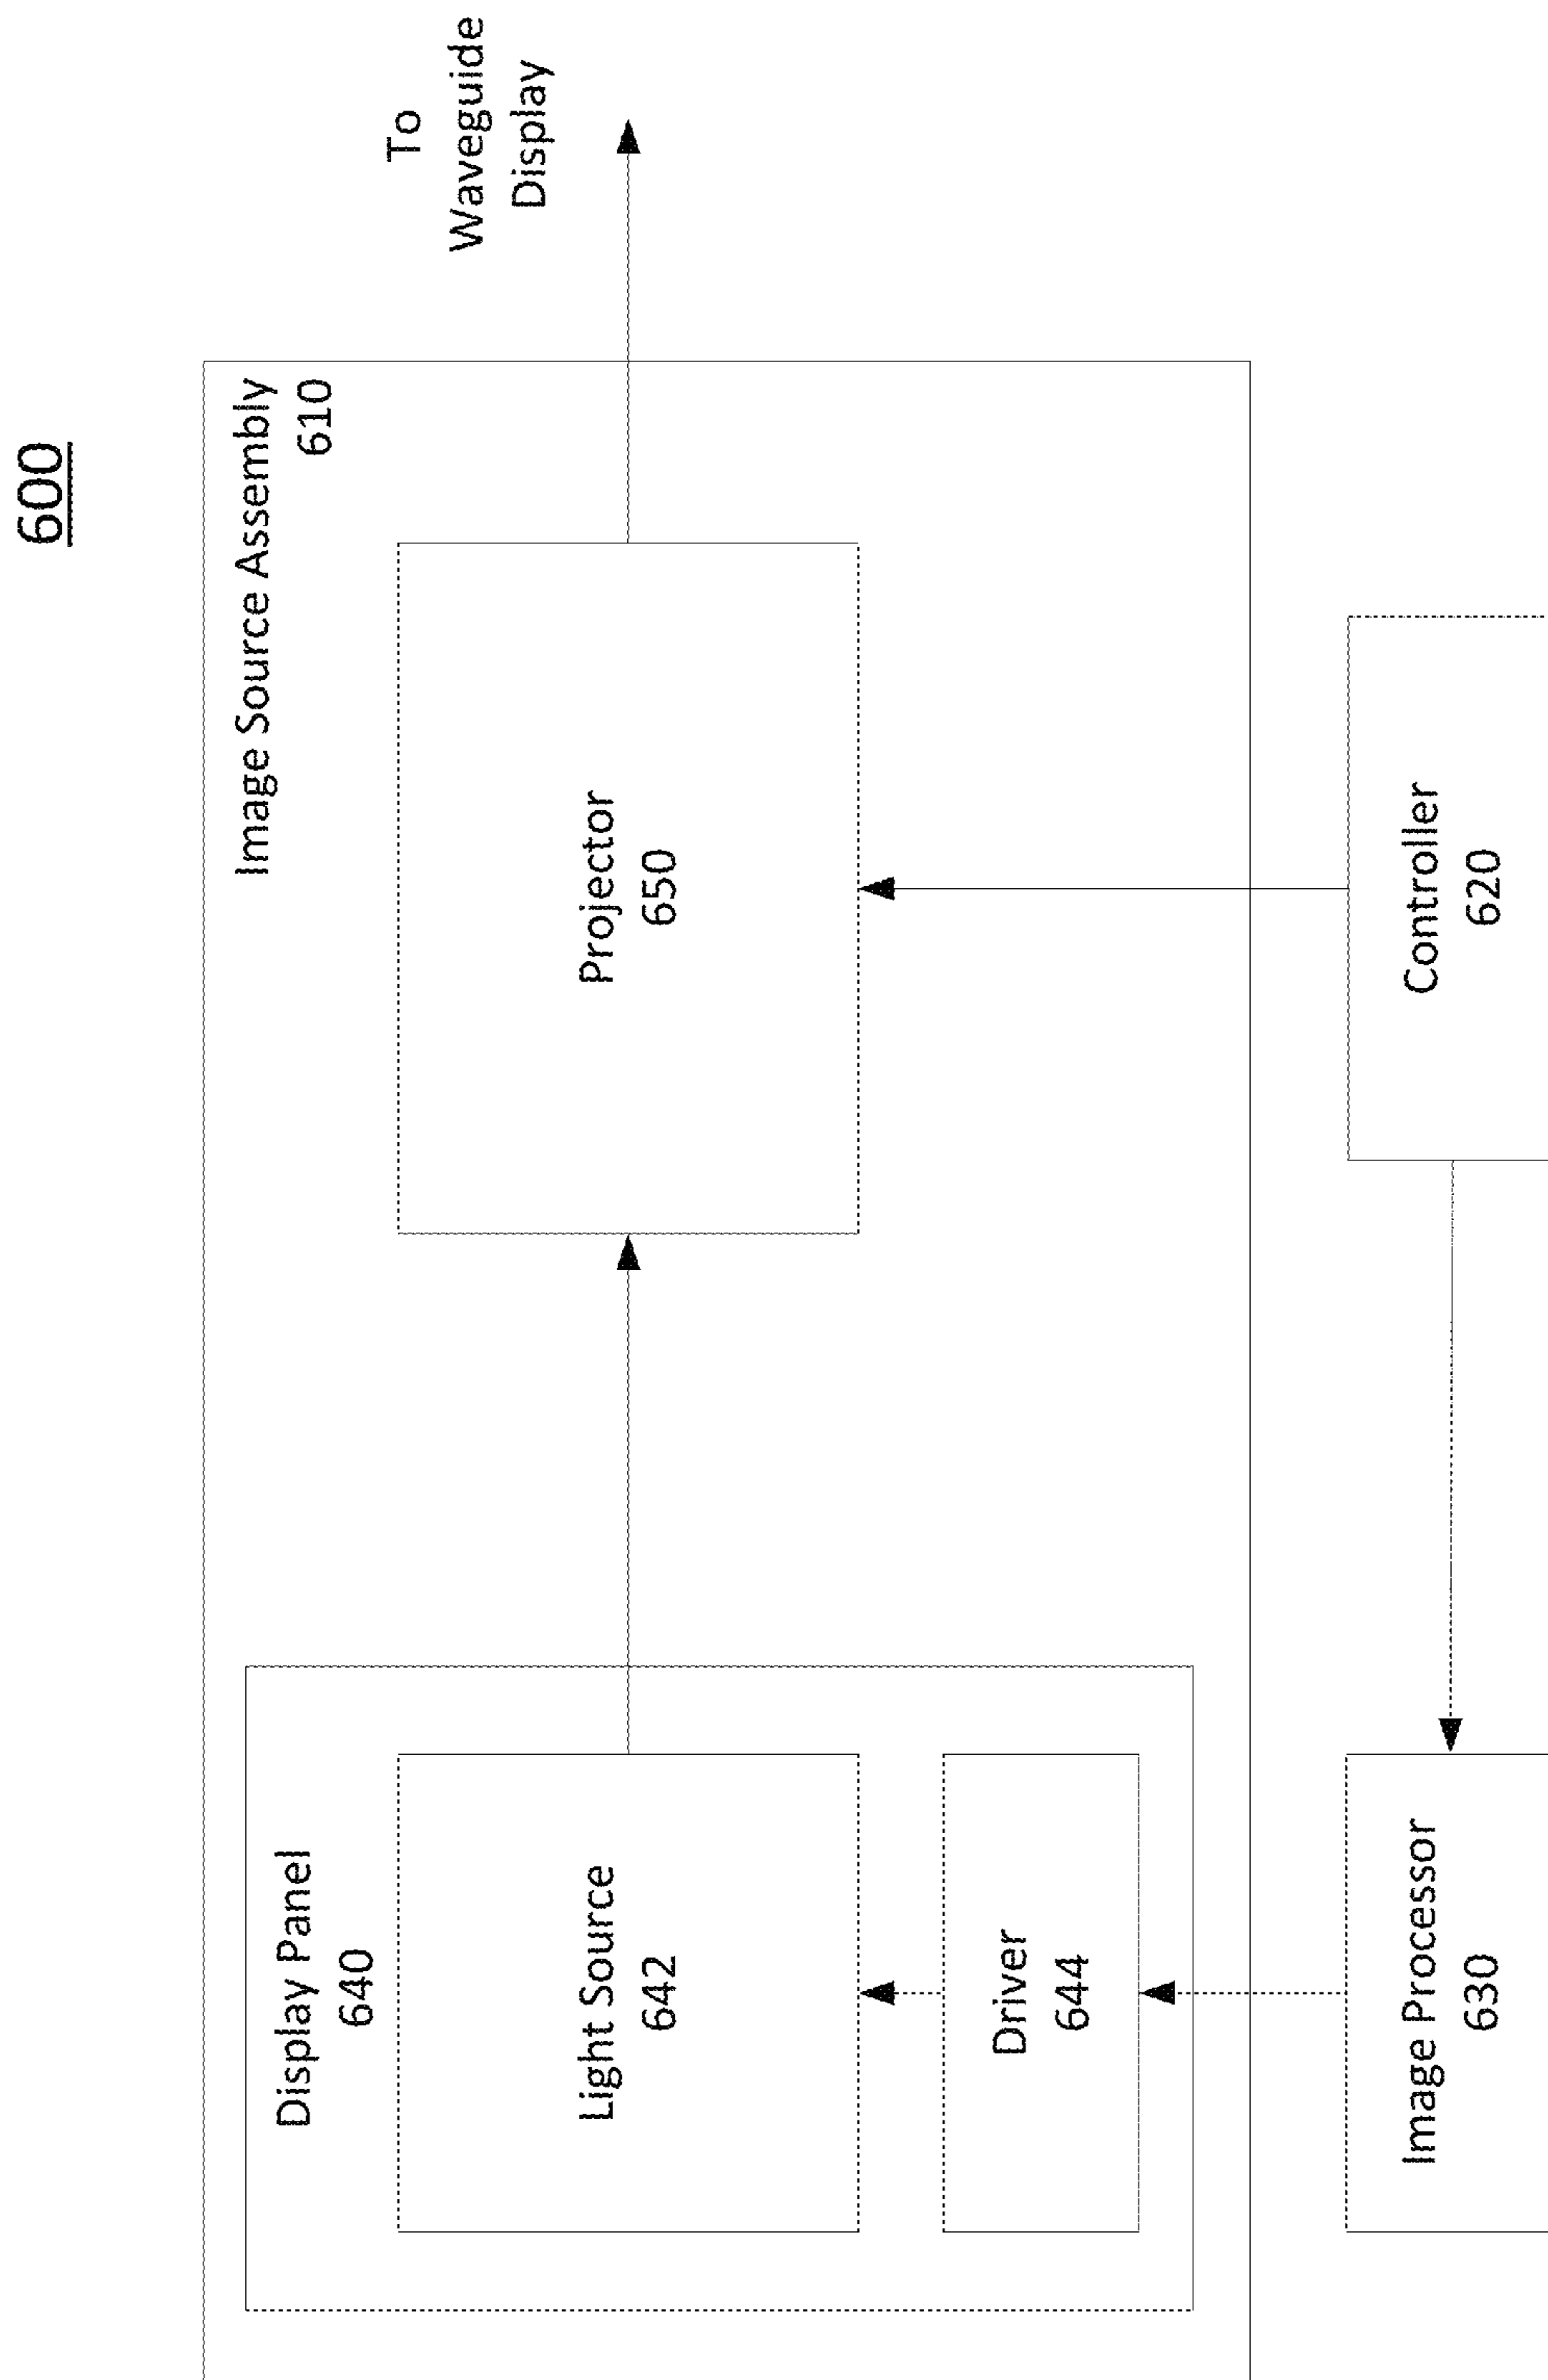 600
Image Source Assembly
610
Display Panel
640
Light Source
642
Driver
644
Projector
650
To
Waveguide
Display
Image Processor
630
Controller
620